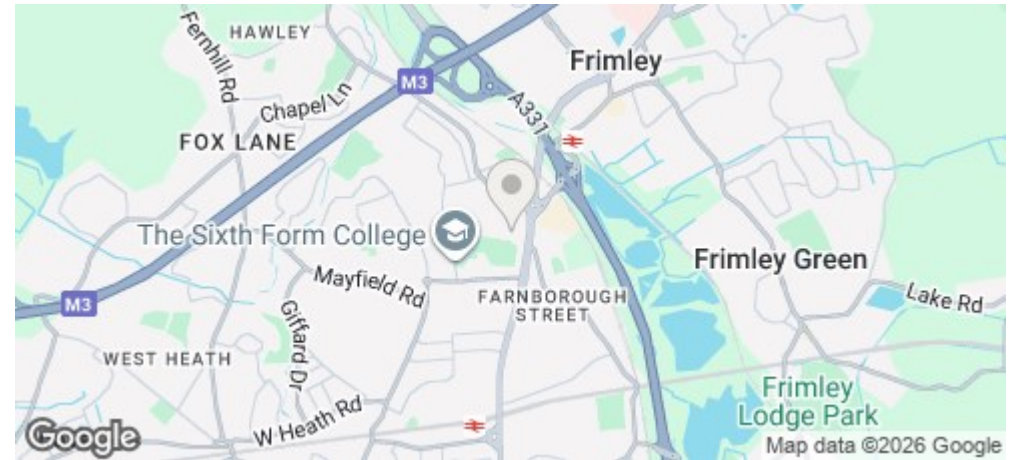 HAWLEY
Fernhill Rd
Frimley
M3
A331
Chapel Ln
FOX LANE
The Sixth Form College
Frimley Green
Mayfield Rd
FARNBOROUGH
STREET
Lake Rd
M3
Giffard Dr
WEST HEATH
Frimley
Lodge Park
W Heath Rd
Google
Map data ©2026 Google